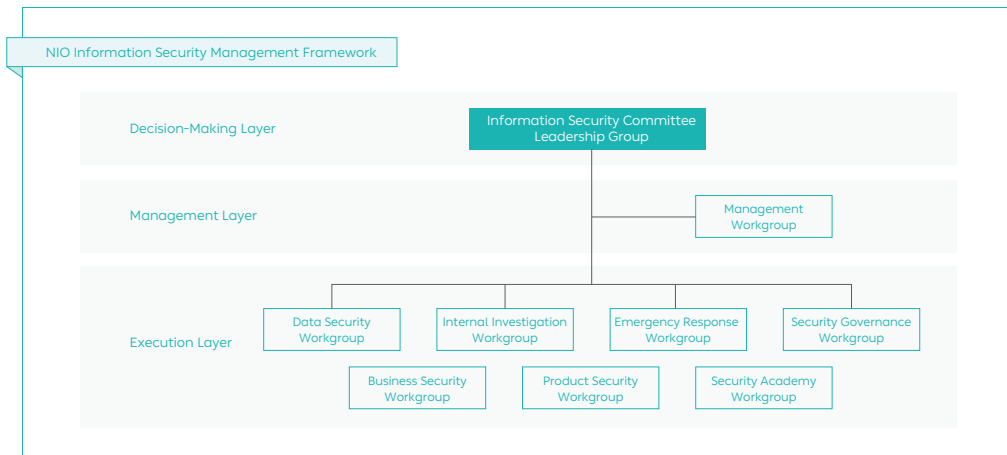 NIO Information Security Management Framework
Decision-Making Layer
Information Security Committee
Leadership Group
Management Layer
Management
Workgroup
Execution Layer
Data Security
Workgroup
Internal Investigation
Workgroup
Emergency Response
Workgroup
Security Governance
Workgroup
Business Security
Workgroup
Product Security
Workgroup
Security Academy
Workgroup